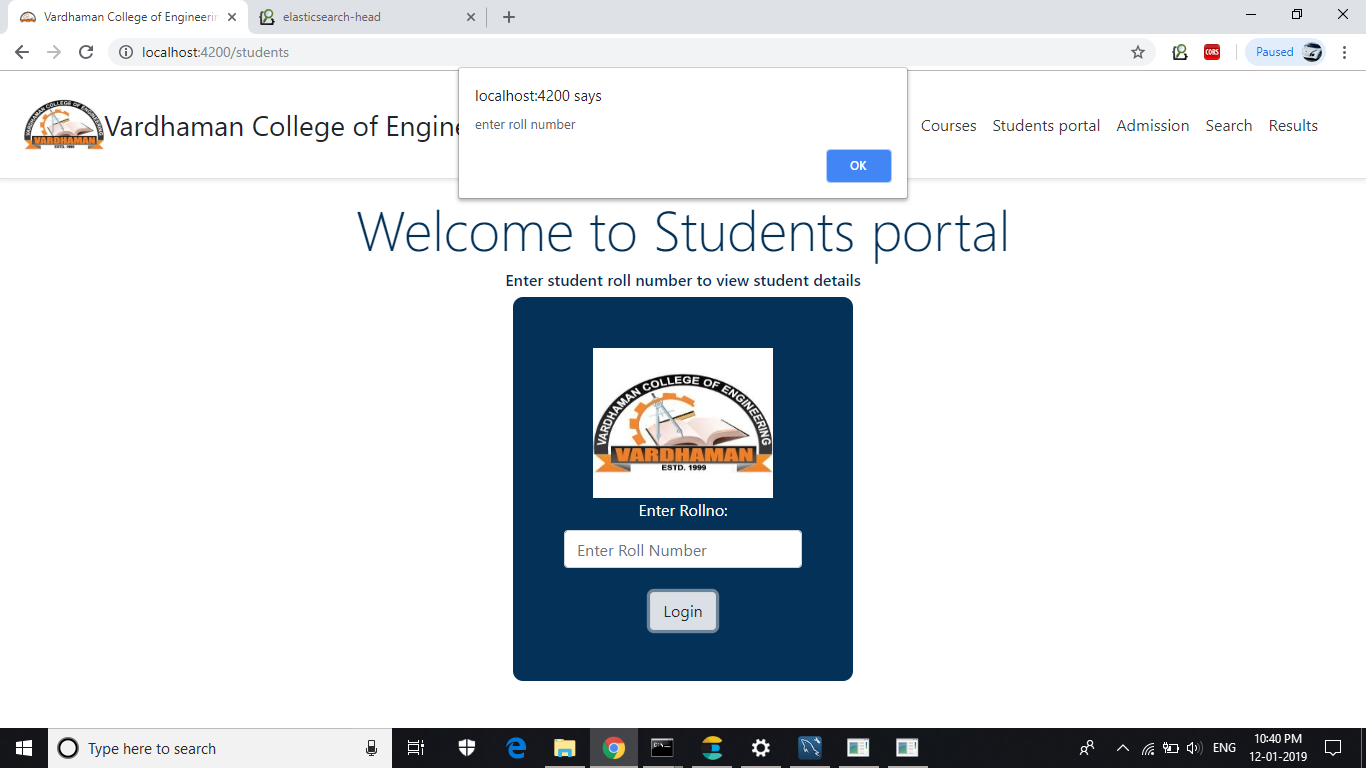 Vardhaman College of Engineerin
elasticsearch-head
localhost:4200/students
CORS
Paused
localhost:4200 says
enter roll number
OK
VARDHAMAN COLLEGE OF ENGINEERING
VARDHAMAN
ESTD. 1999
Vardhaman College of Engine
Courses Students portal Admission Search Results
Welcome to Students portal
Enter student roll number to view student details
VARDHAMAN COLLEGE OF ENGINEERING
VARDHAMAN
ESTD. 1999
Enter Rollno:
Enter Roll Number
Login
Type here to search
ENG
10:40 PM
12-01-2019